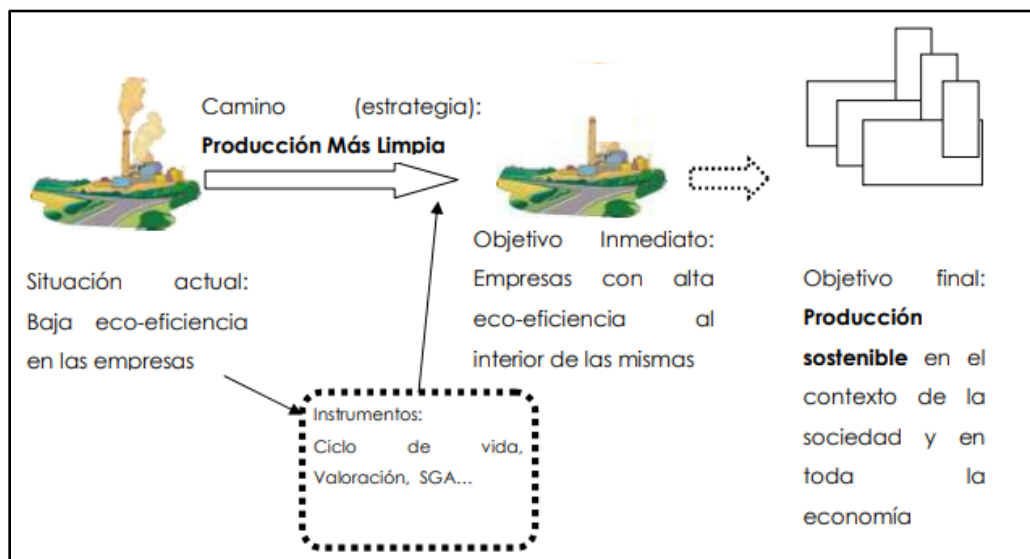 Camino (estrategia):
Producción Más Limpia
Situación actual:
Baja eco-eficiencia
en las empresas
Instrumentos:
Ciclo de vida,
Valoración, SGA...
Objetivo Inmediato:
Empresas con alta
eco-eficiencia al
interior de las mismas
Objetivo final:
Producción
sostenible en el
contexto de la
sociedad y en
toda la
economía